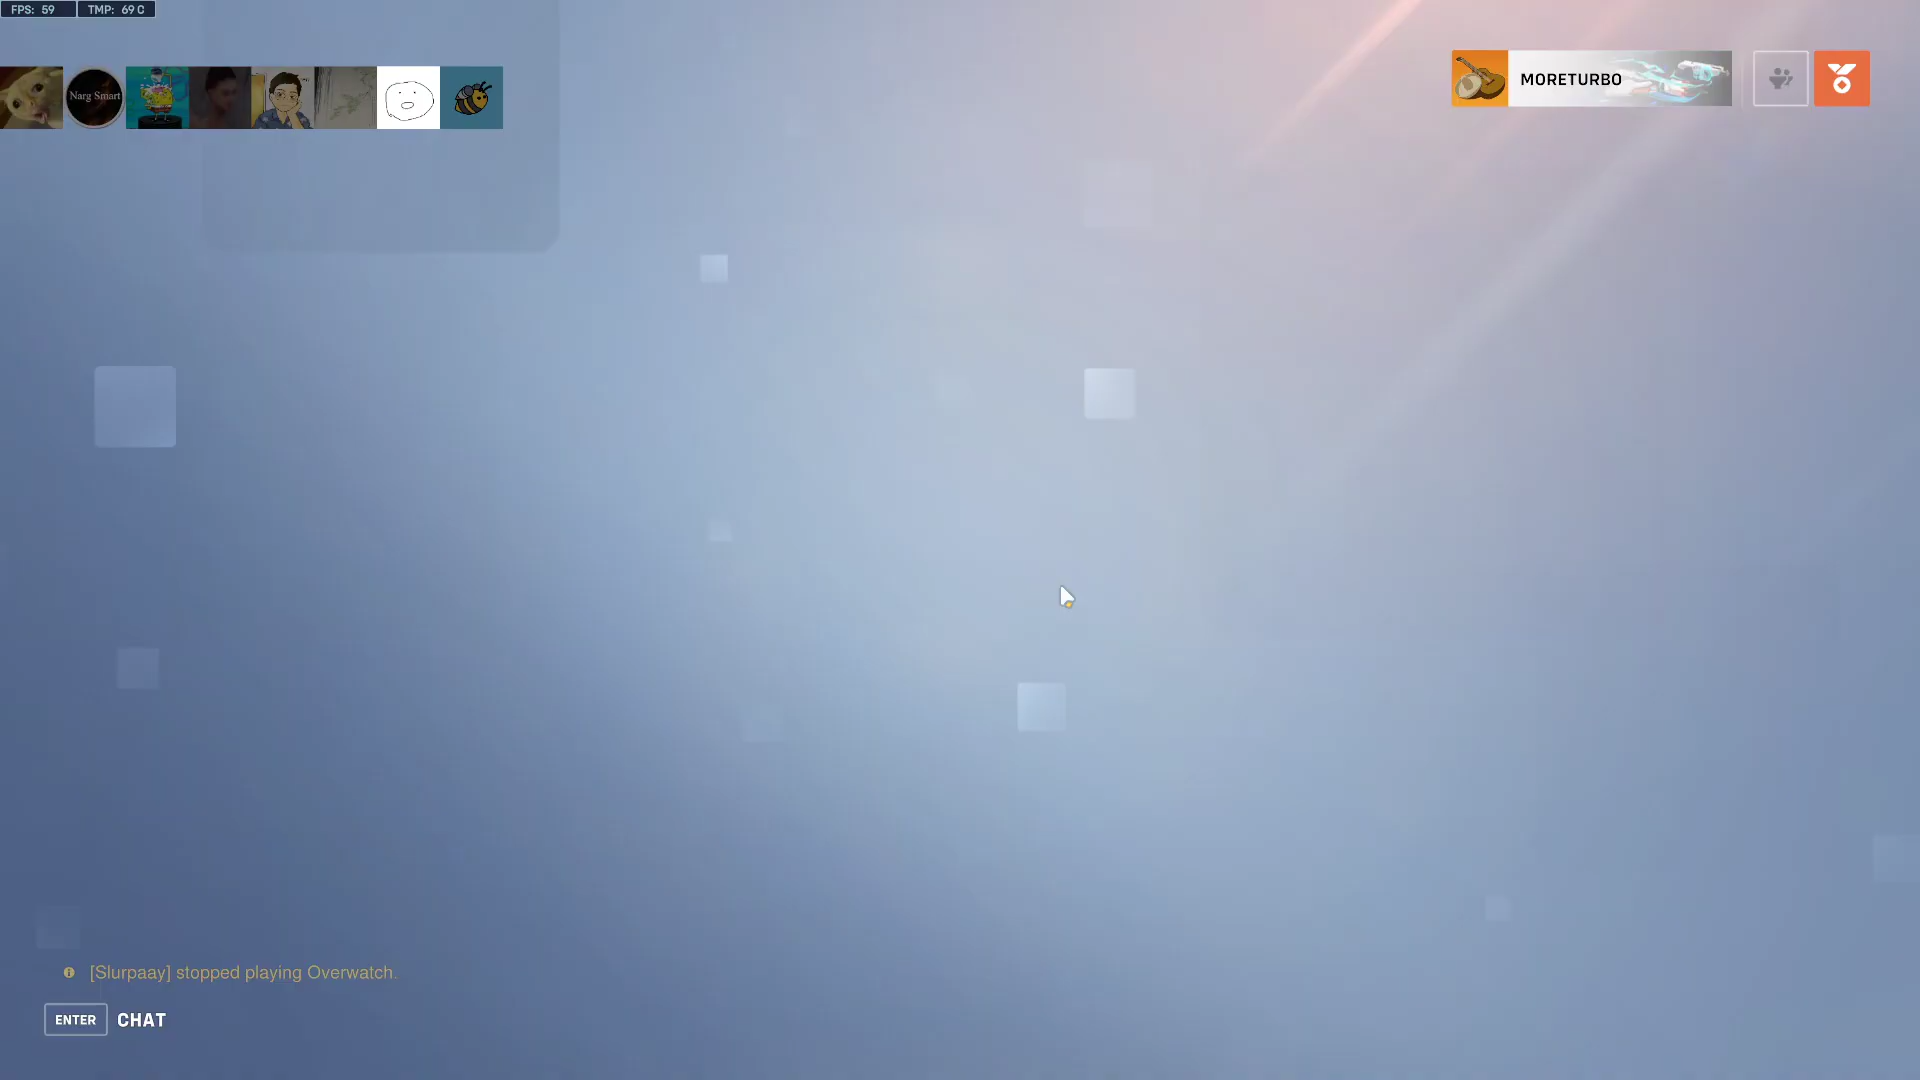 FPS: 59 TMP: 69 C
Narg Smart
MORETURBO
[Slurpaay] stopped playing Overwatch.
ENTER CHAT